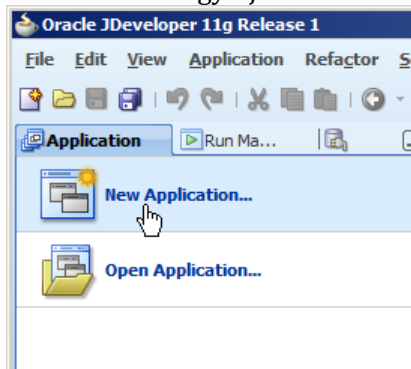 Oracle JDeveloper 11g Release 1
File Edit View Application Refactor
Application Run Ma...
New Application...
Open Application...